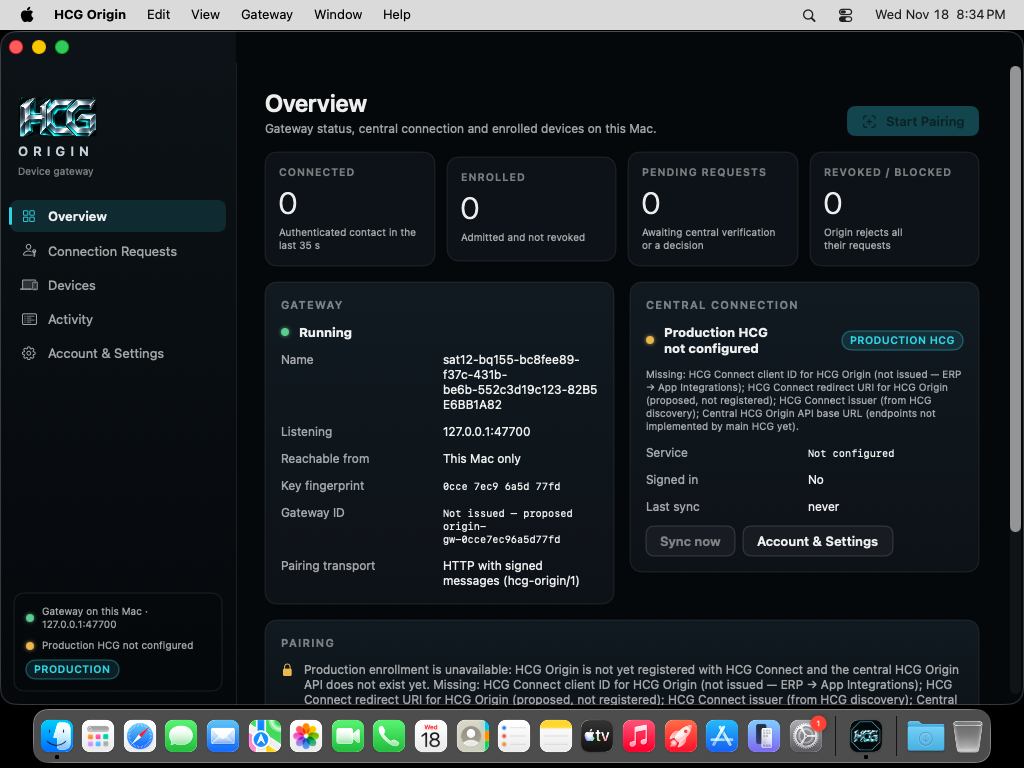 HCG Origin Edit View Gateway Window Help Wed Nov 18 8:34 PM
HCG
ORIGIN
Device gateway
Overview
Connection Requests
Devices
Activity
Account & Settings
Gateway on this Mac ·
127.0.0.1:47700
Production HCG not configured
PRODUCTION
Overview
Gateway status, central connection and enrolled devices on this Mac.
Start Pairing
CONNECTED
0
Authenticated contact in the
last 35 s
ENROLLED
0
Admitted and not revoked
PENDING REQUESTS
0
Awaiting central verification
or a decision
REVOKED / BLOCKED
0
Origin rejects all
their requests
GATEWAY
Running
Name
sat12-bq155-bc8fee89-
f37c-431b-
be6b-552c3d19c123-82B5
E6BB1A82
Listening 127.0.0.1:47700
Reachable from This Mac only
Key fingerprint 0cce 7ec9 6a5d 77fd
Gateway ID Not issued — proposed
origin-
gw-0cce7ec96a5d77fd
Pairing transport HTTP with signed
messages (hcg-origin/1)
CENTRAL CONNECTION
Production HCG
not configured
PRODUCTION HCG
Missing: HCG Connect client ID for HCG Origin (not issued — ERP
→ App Integrations); HCG Connect redirect URI for HCG Origin
(proposed, not registered); HCG Connect issuer (from HCG
discovery); Central HCG Origin API base URL (endpoints not
implemented by main HCG yet).
Service Not configured
Signed in No
Last sync never
Sync now Account & Settings
PAIRING
Production enrollment is unavailable: HCG Origin is not yet registered with HCG Connect and the central HCG Origin
API does not exist yet. Missing: HCG Connect client ID for HCG Origin (not issued — ERP → App Integrations); HCG
Connect redirect URI for HCG Origin (proposed, not registered); HCG Connect issuer (from HCG discovery); Central
Wed
18
tv
1
HCG